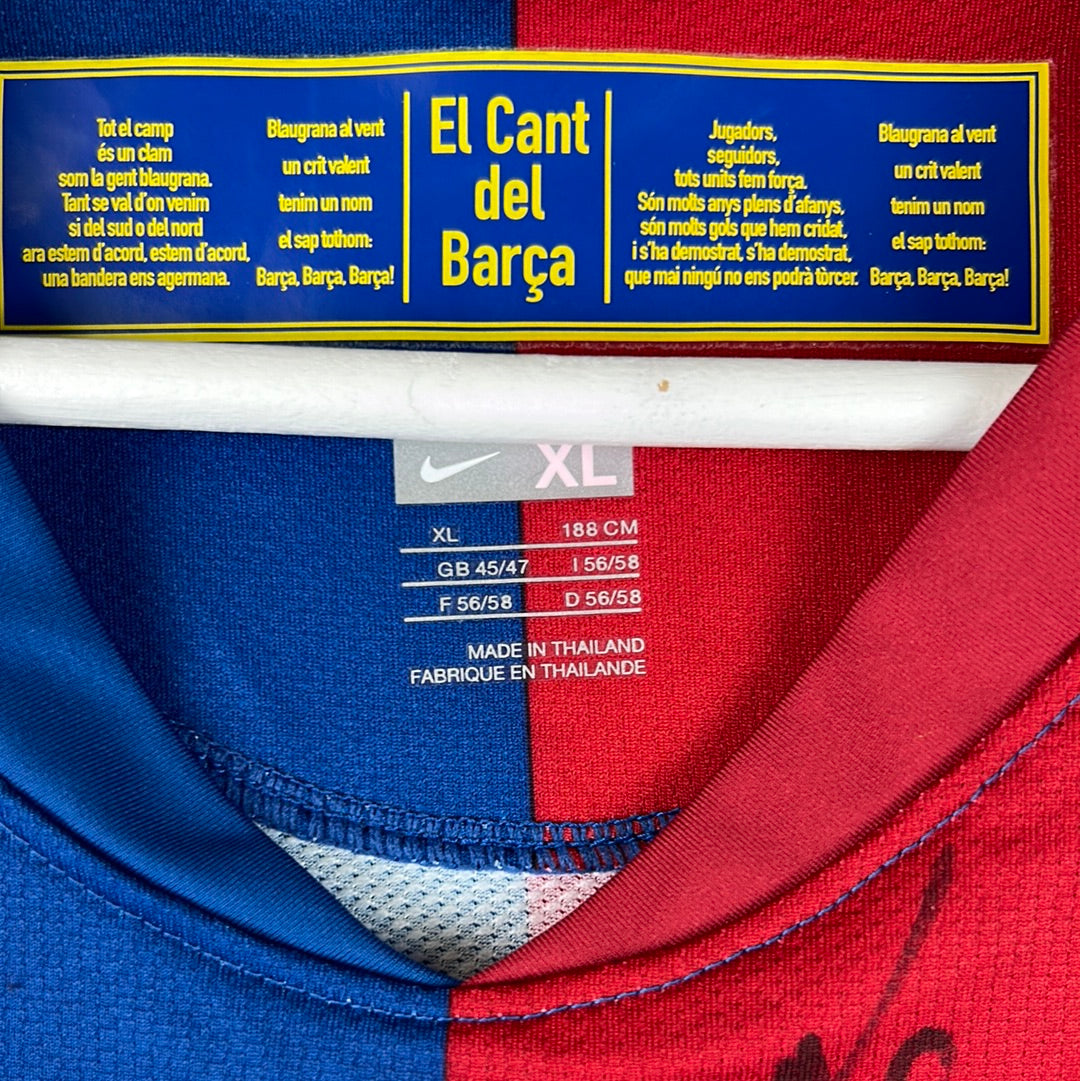 Tot el camp
és un clam
som la gent blaugrana.
Tant se val d'on venim
si del sud o del nord
ara estem d'acord, estem d'acord,
una bandera ens agermana.
Blaugrana al vent
un crit valent
tenim un nom
el sap tothom:
Barça, Barça, Barça!
El Cant
del
Barça
Jugadors,
seguidors,
tots units fem força.
Són molts anys plens d'afanys,
són molts gols que hem cridat,
i s'ha demostrat, s'ha demostrat,
que mai ningú no ens podrà tòrcer.
Blaugrana al vent
un crit valent
tenim un nom
el sap tothom:
Barça, Barça, Barça!
XL
XL 188 CM
GB 45/47 I 56/58
F 56/58 D 56/58
MADE IN THAILAND
FABRIQUE EN THAILANDE